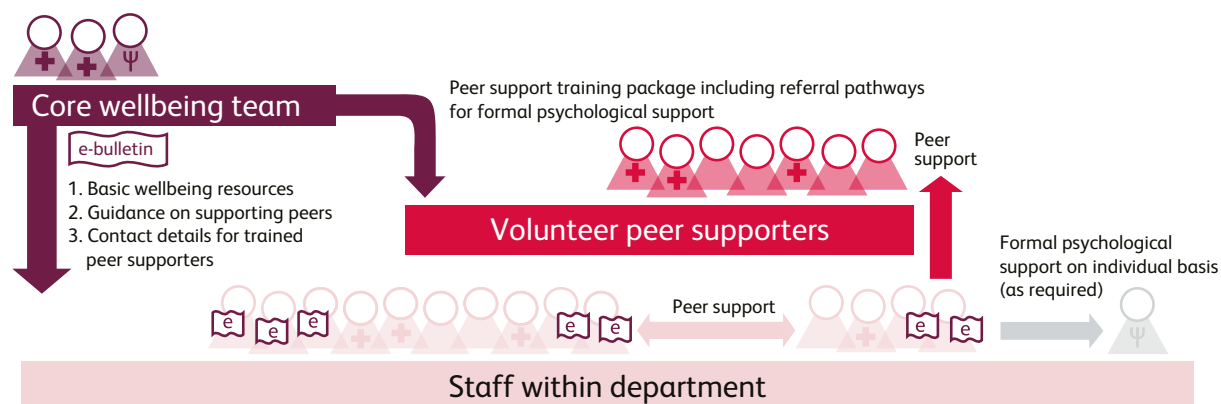 Ψ
Core wellbeing team
e-bulletin
1. Basic wellbeing resources
2. Guidance on supporting peers
3. Contact details for trained
peer supporters
Peer support training package including referral pathways
for formal psychological support
Volunteer peer supporters
Peer
support
Formal psychological
support on individual basis
(as required)
e
e
e
e
e
Peer support
e
e
Ψ
Staff within department